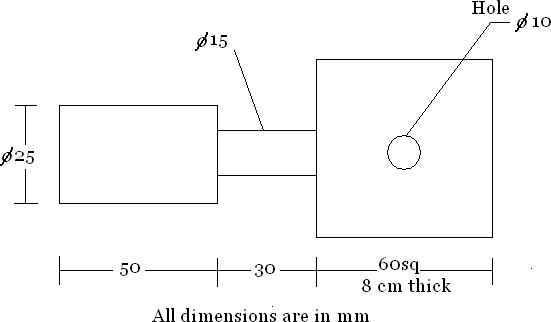 Hole
ϕ10
ϕ15
ϕ25
50
30
60sq
8 cm thick
All dimensions are in mm